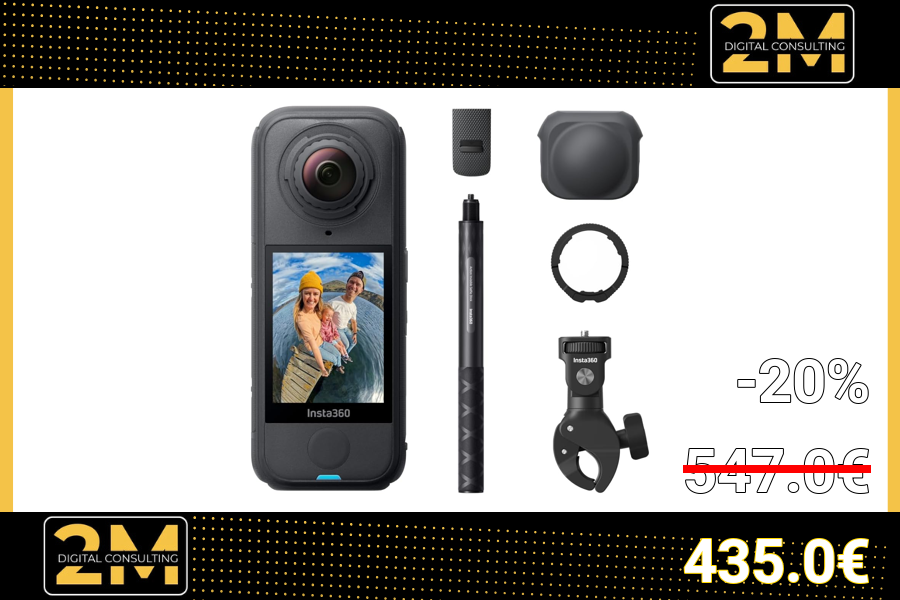 2M
DIGITAL CONSULTING
Insta360
Insta360
-20%
547.0€
2M
DIGITAL CONSULTING
435.0€